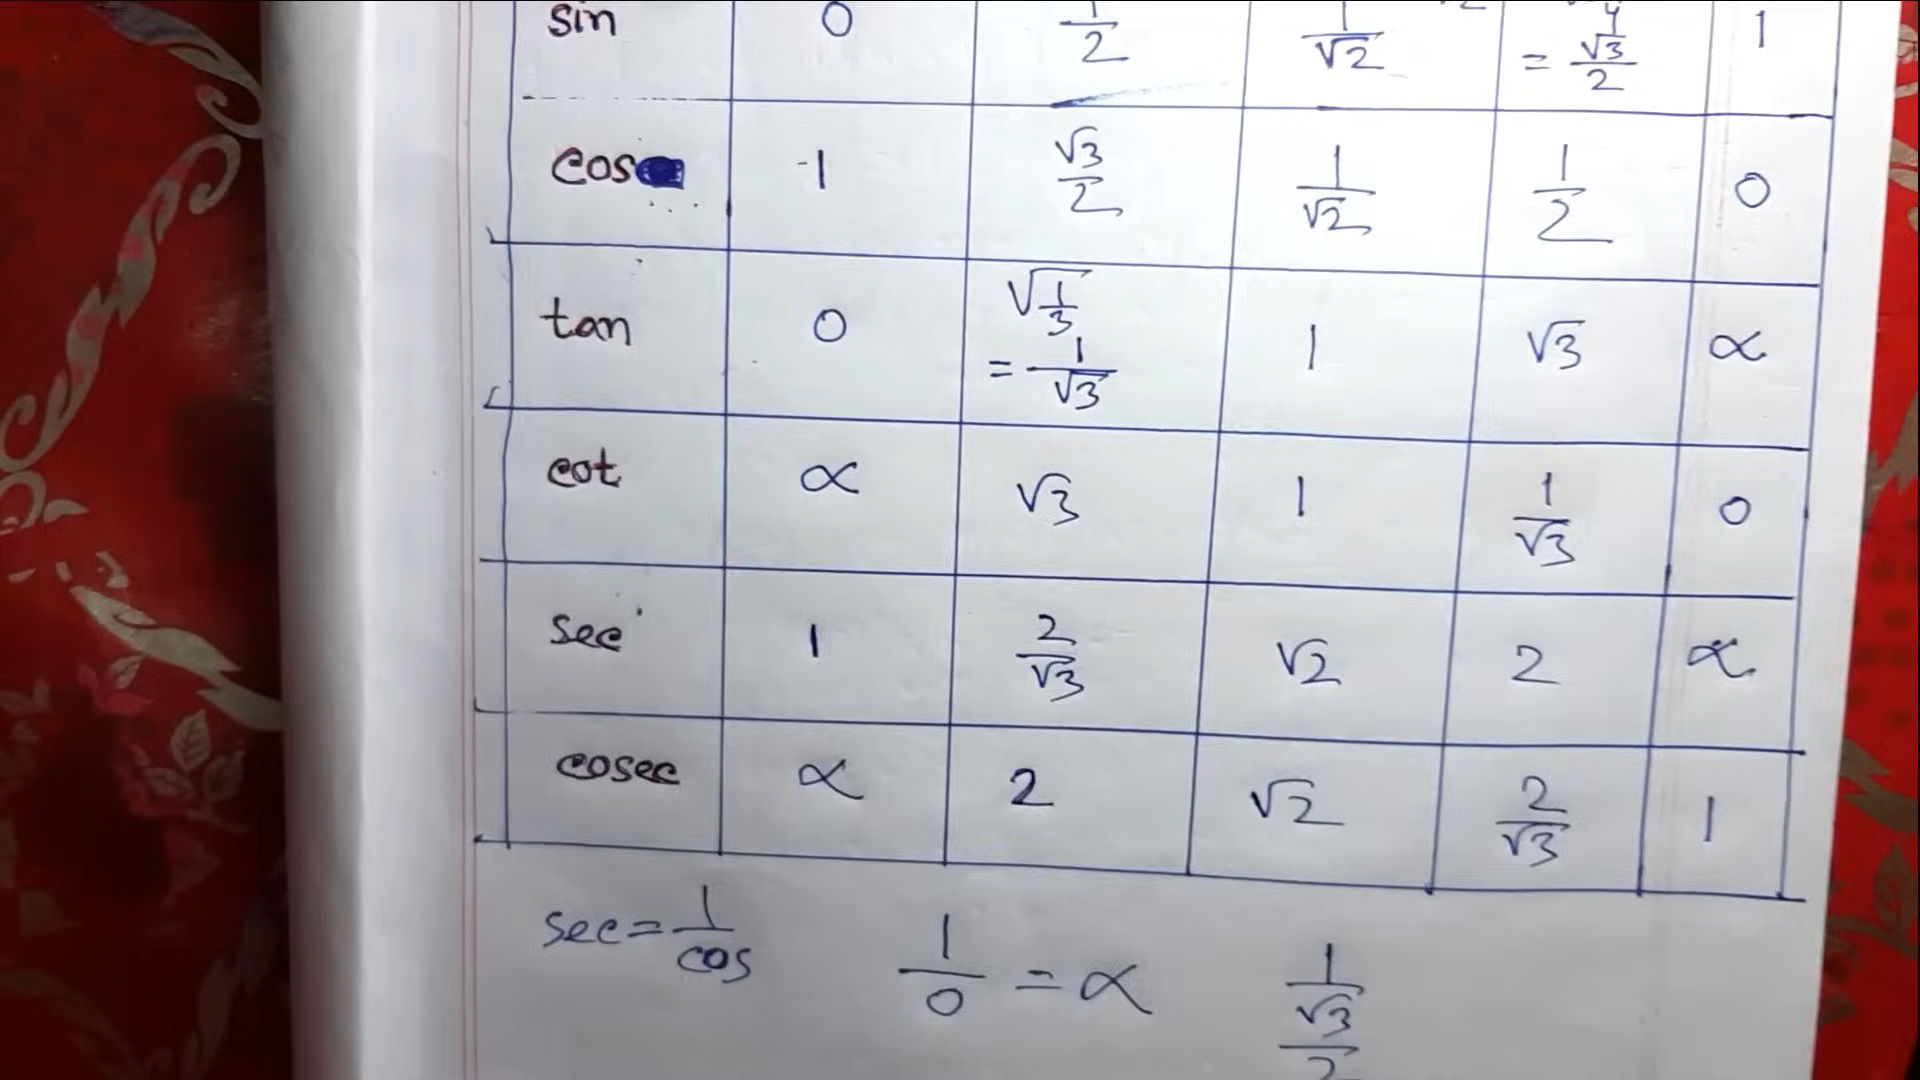 sin 0 1/2 1/√2 = √3/2 1
cos 1 √3/2 1/√2 1/2 0
tan 0 √1/3 = 1/√3 1 √3 ∝
cot ∝ √3 1 1/√3 0
sec 1 2/√3 √2 2 ∝
cosec ∝ 2 √2 2/√3 1
sec = 1/cos 1/0 = ∝ 1/√3/2